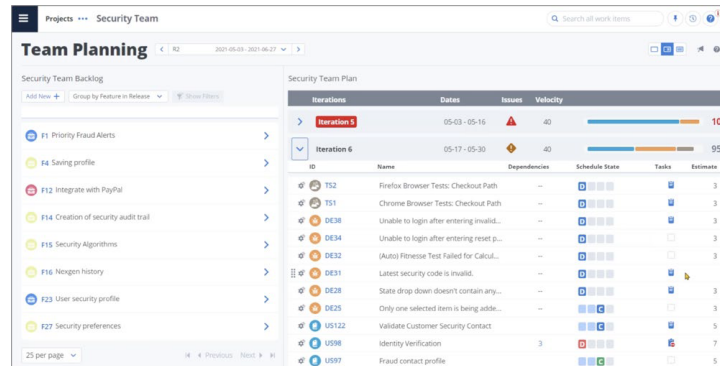 Projects ••• Security Team
Search all work items
Team Planning
R2 2021-05-03 - 2021-06-27
Security Team Backlog
Add New +
Group by Feature in Release
Show Filters
F1 Priority Fraud Alerts
F4 Saving profile
F12 Integrate with PayPal
F14 Creation of security audit trail
F15 Security Algorithms
F16 Nexgen history
F23 User security profile
F27 Security preferences
25 per page
Previous Next
Security Team Plan
Iterations Dates Issues Velocity
Iteration 5 05-03 - 05-16 40 10
Iteration 6 05-17 - 05-30 40 95
ID Name Dependencies Schedule State Tasks Estimate
TS2 Firefox Browser Tests: Checkout Path -- D 3
TS1 Chrome Browser Tests: Checkout Path -- D 3
DE38 Unable to login after entering invalid... -- D 3
DE34 Unable to login after entering reset p... -- D 3
DE32 (Auto) Fitnesse Test Failed for Calcul... -- D 3
DE31 Latest security code is invalid. -- D
DE28 State drop down doesn't contain any... -- D 3
DE25 Only one selected item is being adde... -- C 3
US122 Validate Customer Security Contact C 5
US98 Identity Verification 3 D 7
US97 Fraud contact profile C 5